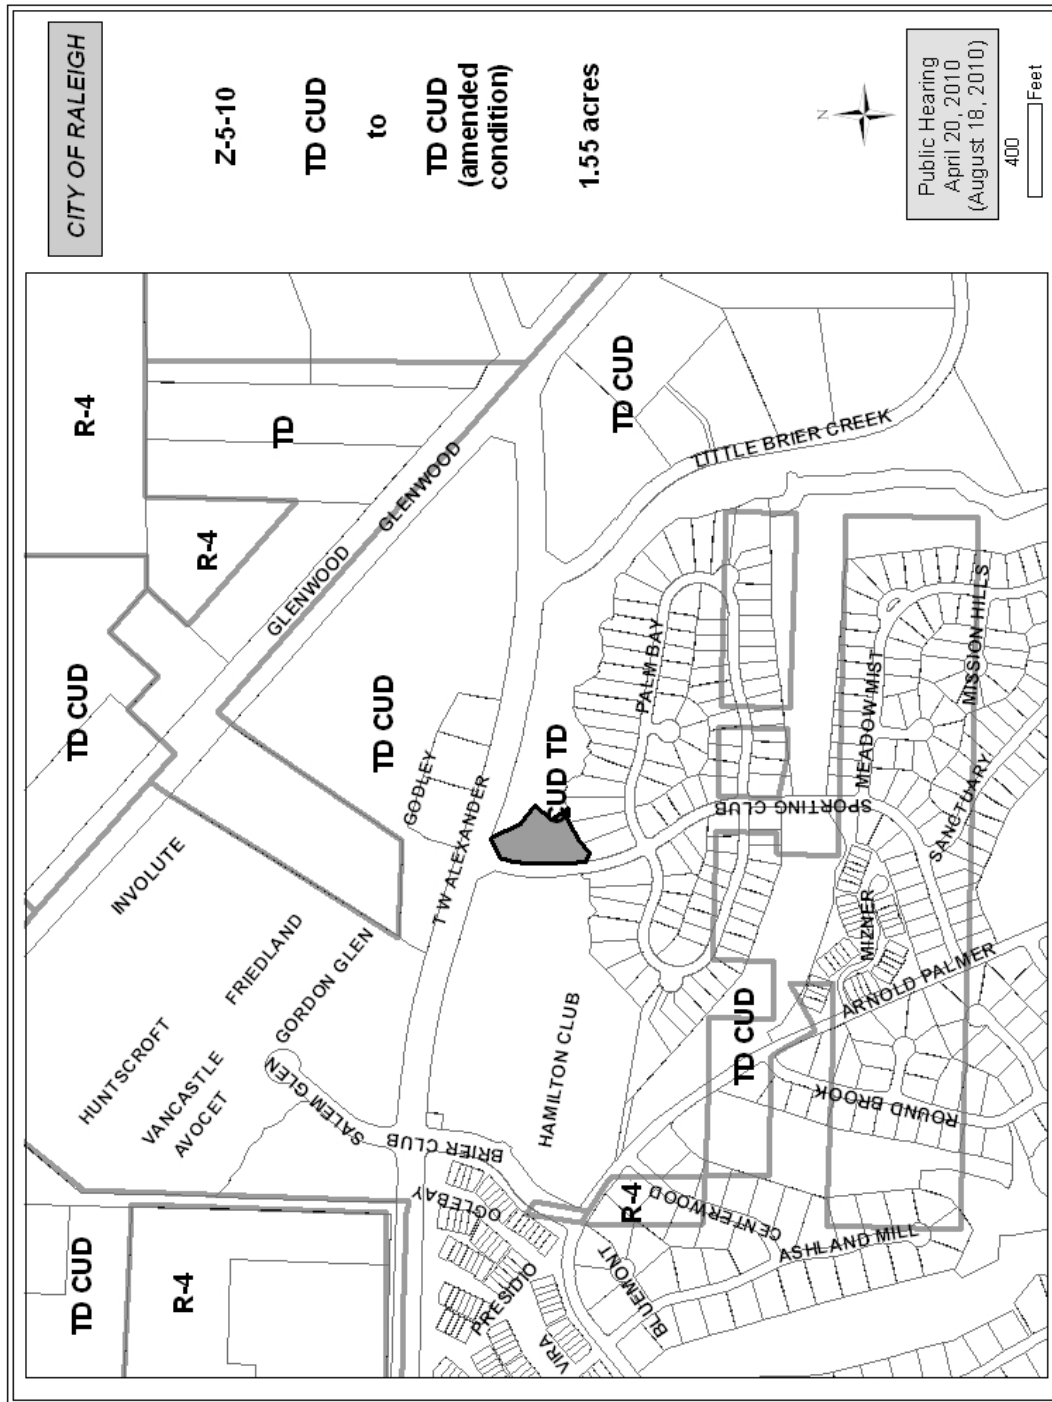 CITY OF RALEIGH
Z-5-10
TD CUD
to
TD CUD
(amended
condition)
1.55 acres
N
Public Hearing
April 20, 2010
(August 18, 2010)
400
Feet
TD CUD
R-4
TD CUD
R-4
TD
R-4
HUNTSCROFT
VANCASTLE
AVOCET
INVOLUTE
FRIEDLAND
GORDON GLEN
SALEM GLEN
GLENWOOD
GLENWOOD
TD CUD
GODLEY
T W ALEXANDER
BRIER CLUB
OGLEBAY
PRESIDIO
VIRA
HAMILTON CLUB
CUD TD
TD CUD
LITTLE BRIER CREEK
PALM BAY
SPORTING CLUB
R-4
CENTERWOOD
BLUEMONT
ASHLAND MILL
TD CUD
ROUND BROOK
ARNOLD PALMER
MIZNER
MEADOW MIST
SANCTUARY
MISSION HILLS